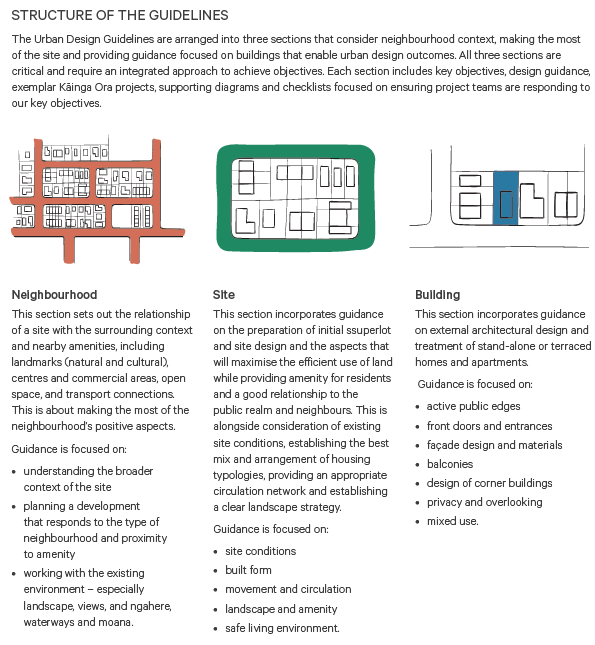 STRUCTURE OF THE GUIDELINES
The Urban Design Guidelines are arranged into three sections that consider neighbourhood context, making the most
of the site and providing guidance focused on buildings that enable urban design outcomes. All three sections are
critical and require an integrated approach to achieve objectives. Each section includes key objectives, design guidance,
exemplar Kāinga Ora projects, supporting diagrams and checklists focused on ensuring project teams are responding to
our key objectives.
Neighbourhood
This section sets out the relationship
of a site with the surrounding context
and nearby amenities, including
landmarks (natural and cultural),
centres and commercial areas, open
space, and transport connections.
This is about making the most of the
neighbourhood's positive aspects.
Guidance is focused on:
• understanding the broader
context of the site
• planning a development
that responds to the type of
neighbourhood and proximity
to amenity
• working with the existing
environment – especially
landscape, views, and ngahere,
waterways and moana.
Site
This section incorporates guidance
on the preparation of initial ssuperlot
and site design and the aspects that
will maximise the efficient use of land
while providing amenity for residents
and a good relationship to the
public realm and neighbours. This is
alongside consideration of existing
site conditions, establishing the best
mix and arrangement of housing
typologies, providing an appropriate
circulation network and establishing
a clear landscape strategy.
Guidance is focused on:
• site conditions
• built form
• movement and circulation
• landscape and amenity
• safe living environment.
Building
This section incorporates guidance
on external architectural design and
treatment of stand-alone or terraced
homes and apartments.
Guidance is focused on:
• active public edges
• front doors and entrances
• façade design and materials
• balconies
• design of corner buildings
• privacy and overlooking
• mixed use.